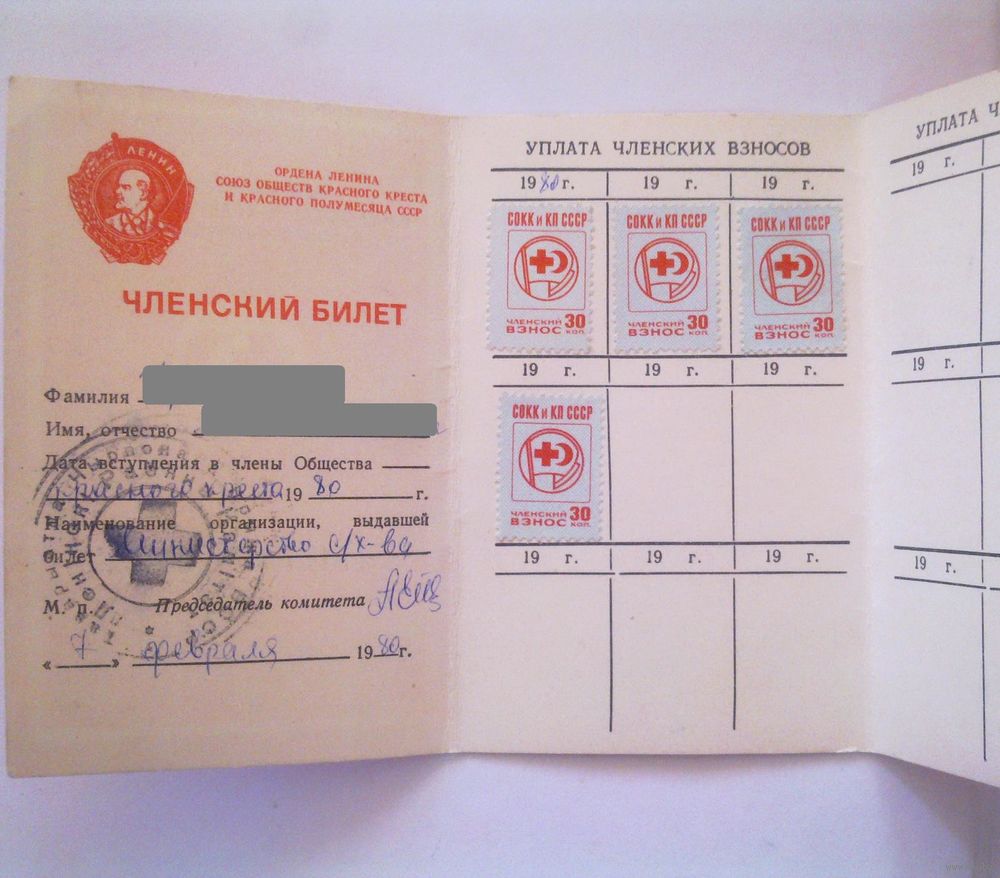 ЛЕНИН
ОРДЕНА ЛЕНИНА
СОЮЗ ОБЩЕСТВ КРАСНОГО КРЕСТА
И КРАСНОГО ПОЛУМЕСЯЦА СССР
ЧЛЕНСКИЙ БИЛЕТ
Фамилия
Имя, отчество
Дата вступления в члены Общества
Красного креста 1980 г.
Наименование организации, выдавшей
билет Министерство с/х-ва
М. п. Председатель комитета
« 7 » февраля 1980г.
УПЛАТА ЧЛЕНСКИХ ВЗНОСОВ
1980 г. 19 г. 19 г.
СОКК и КП СССР
ЧЛЕНСКИЙ
ВЗНОС 30 КОП.
СОКК и КП СССР
ЧЛЕНСКИЙ
ВЗНОС 30 КОП.
СОКК и КП СССР
ЧЛЕНСКИЙ
ВЗНОС 30 КОП.
19 г. 19 г. 19 г.
СОКК и КП СССР
ЧЛЕНСКИЙ
ВЗНОС 30 КОП.
19 г. 19 г. 19 г.
УПЛАТА Ч
19 г.
19 г.
19 г.